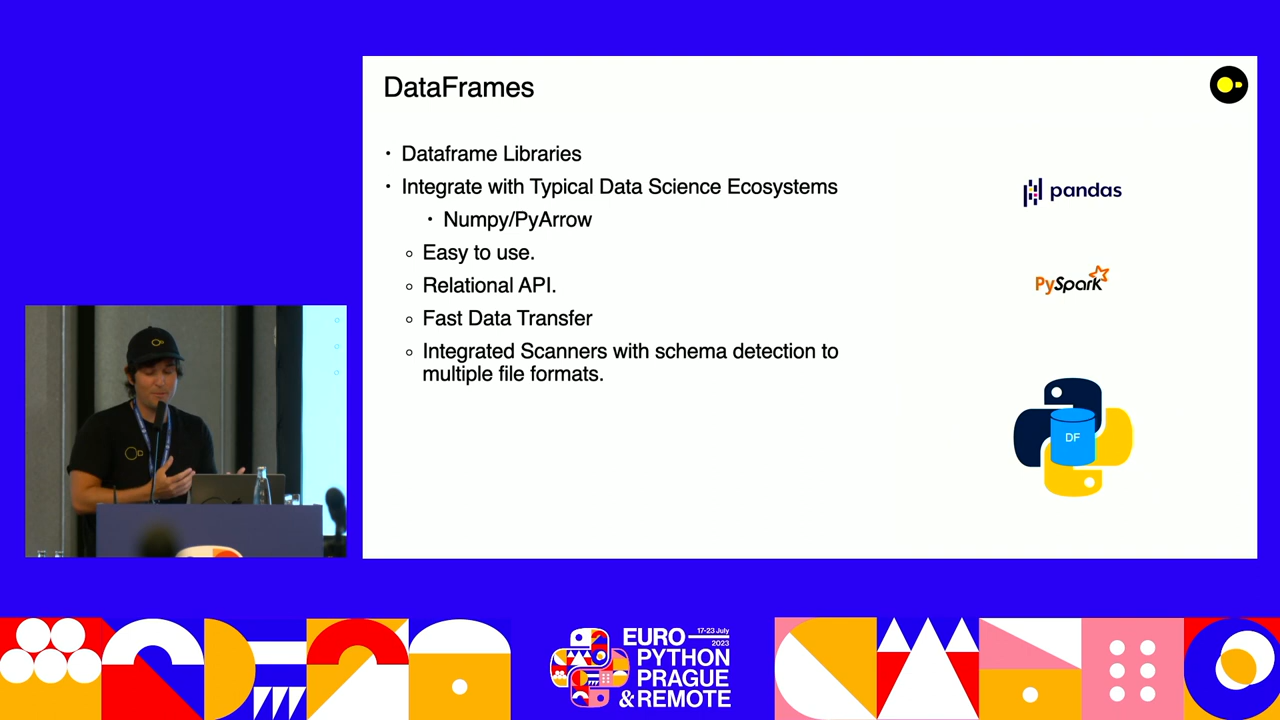 DataFrames
Dataframe Libraries
Integrate with Typical Data Science Ecosystems
Numpy/PyArrow
Easy to use.
Relational API.
Fast Data Transfer
Integrated Scanners with schema detection to
multiple file formats.
pandas
PySpark
DF
17-23 July
2023
EURO
PYTHON
PRAGUE
& REMOTE